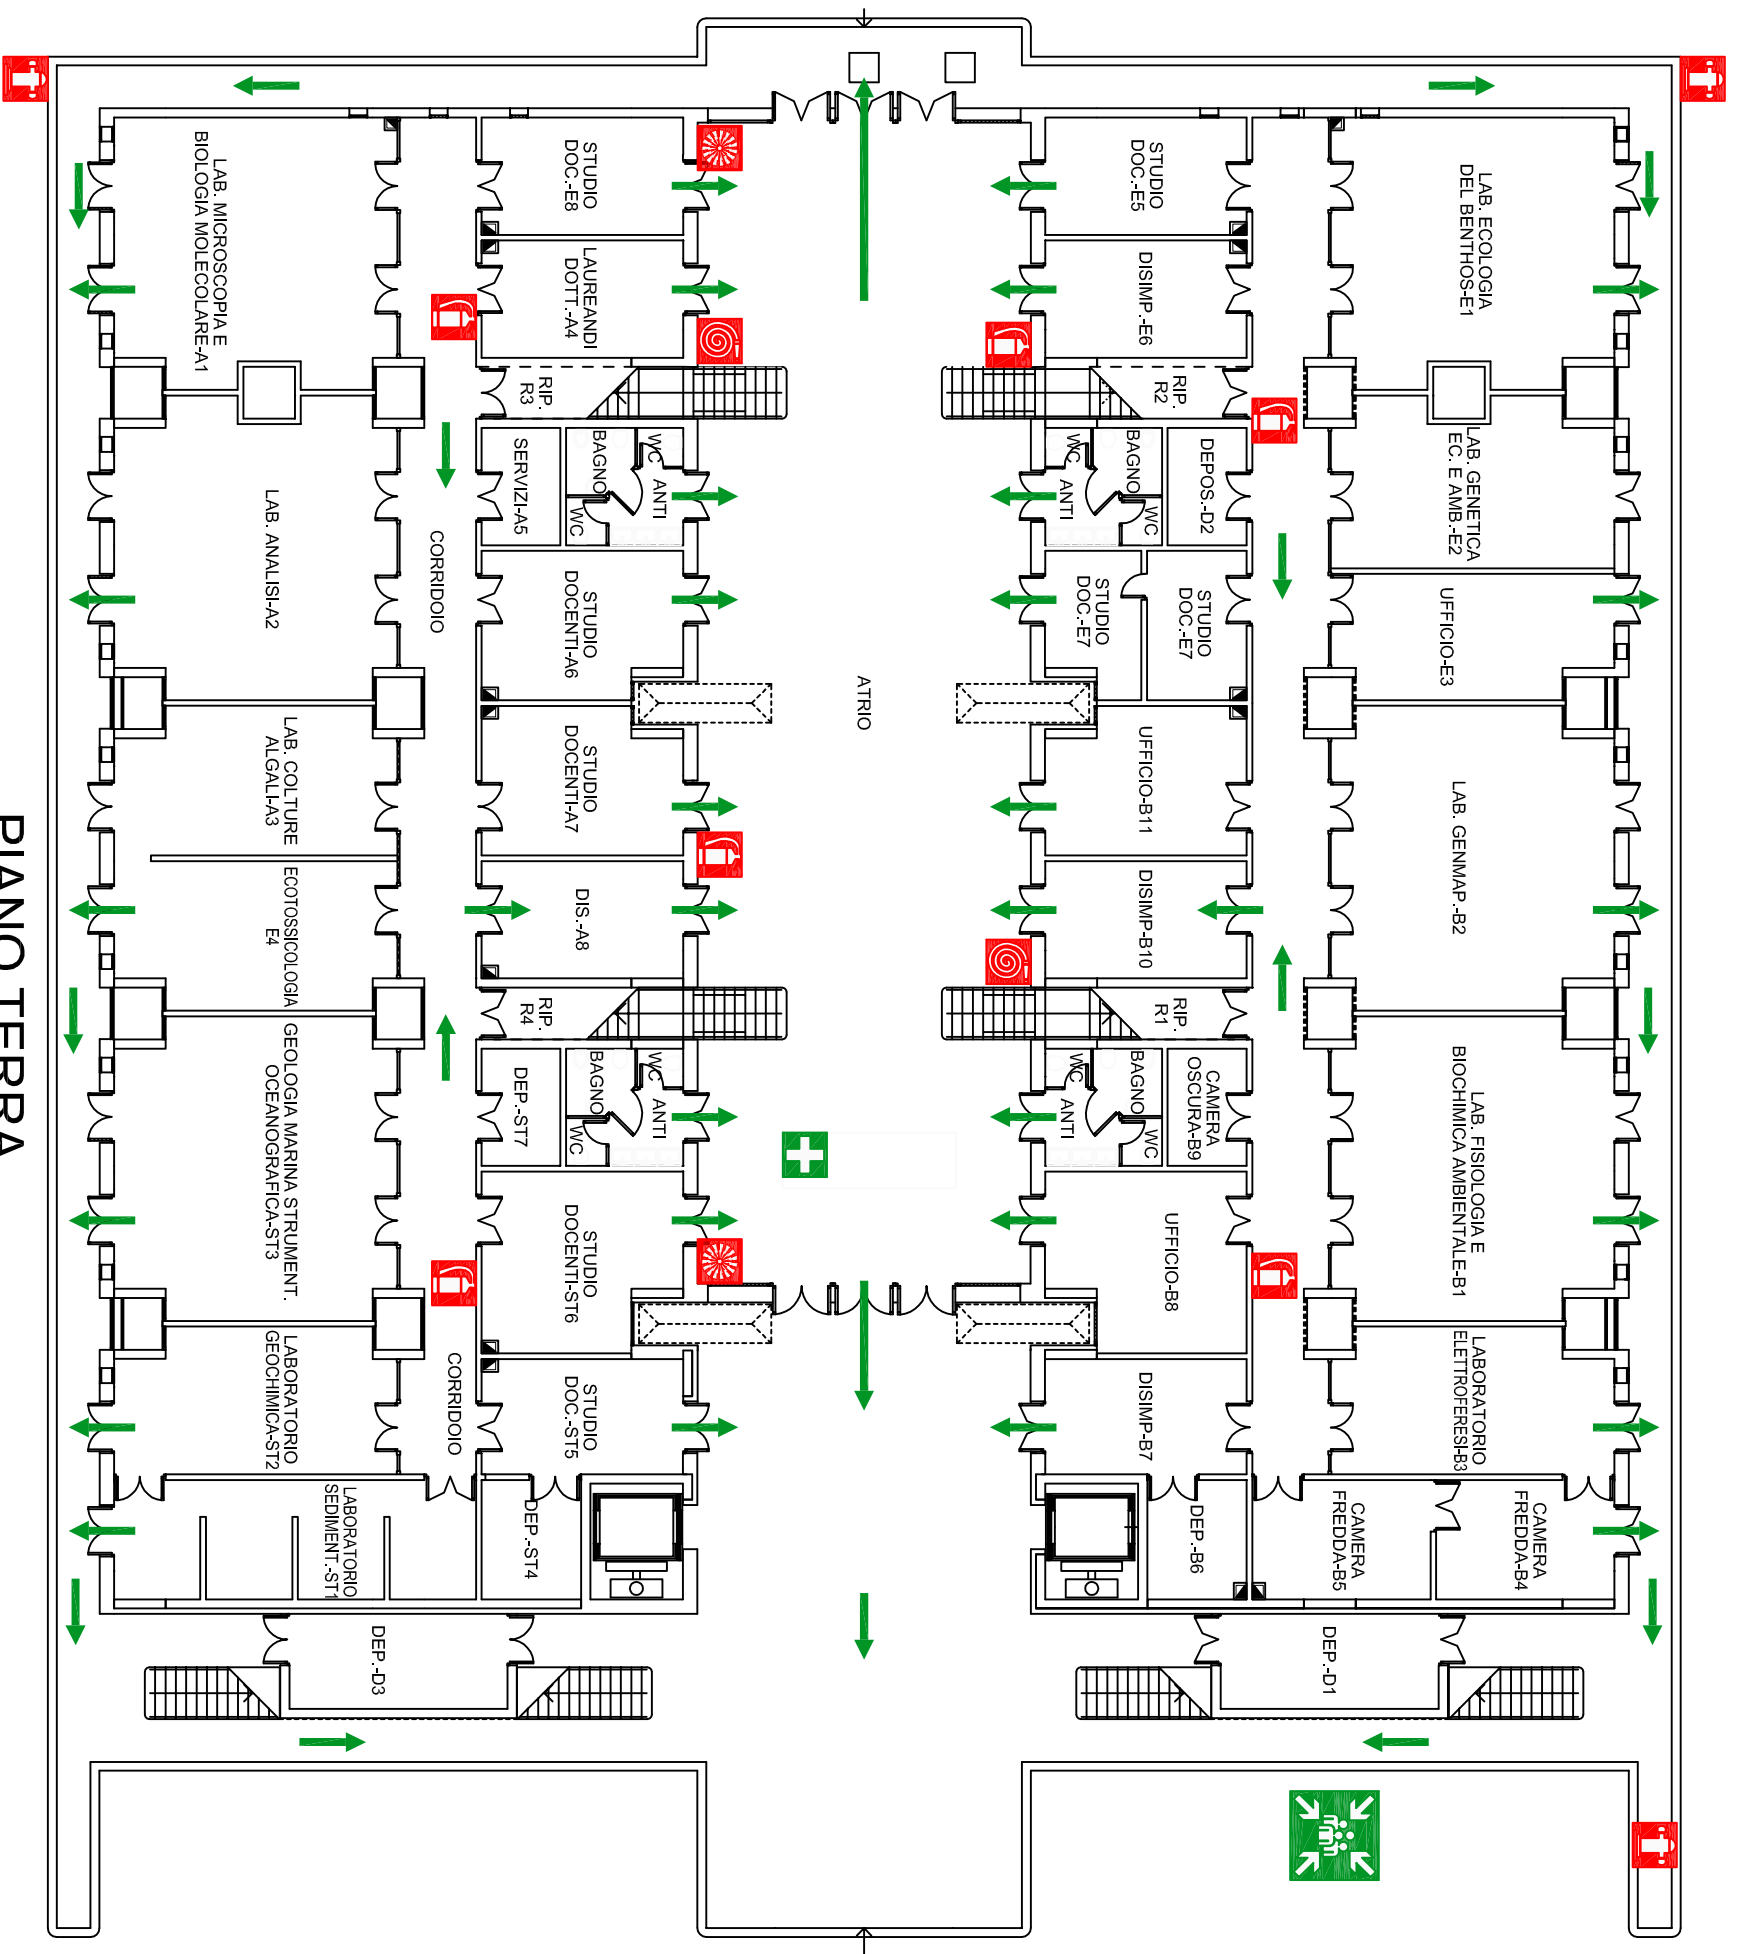 LAB. ECOLOGIA
DEL BENTHOS-E1
LAB. GENETICA
EC. E AMB.-E2
UFFICIO-E3
LAB. GENMAP.-B2
LAB. FISIOLOGIA E
BIOCHIMICA AMBIENTALE-B1
LABORATORIO
ELETTROFERESI-B3
CAMERA
FREDDA-B4
CAMERA
FREDDA-B5
STUDIO
DOC.-E5
DISIMP.-E6
RIP.
R2
DEPOS.-D2
BAGNO
WC
WC
ANTI
STUDIO
DOC.-E7
STUDIO
DOC.-E7
UFFICIO-B11
DISIMP-B10
RIP.
R1
CAMERA
OSCURA-B9
BAGNO
WC
WC
ANTI
UFFICIO-B8
DISIMP-B7
DEP.-B6
DEP.-D1
ATRIO
STUDIO
DOC.-E8
LAUREANDI
DOTT.-A4
RIP.
R3
WC
ANTI
BAGNO
WC
SERVIZI-A5
STUDIO
DOCENTI-A6
STUDIO
DOCENTI-A7
DIS.-A8
RIP.
R4
WC
ANTI
BAGNO
WC
DEP.-ST7
STUDIO
DOCENTI-ST6
STUDIO
DOC.-ST5
DEP.-ST4
CORRIDOIO
CORRIDOIO
LAB. MICROSCOPIA E
BIOLOGIA MOLECOLARE-A1
LAB. ANALISI-A2
LAB. COLTURE
ALGALI-A3
ECOTOSSICOLOGIA
E4
GEOLOGIA MARINA STRUMENT.
OCEANOGRAFICA-ST3
LABORATORIO
GEOCHIMICA-ST2
LABORATORIO
SEDIMENT.-ST1
DEP.-D3
PIANO TERRA